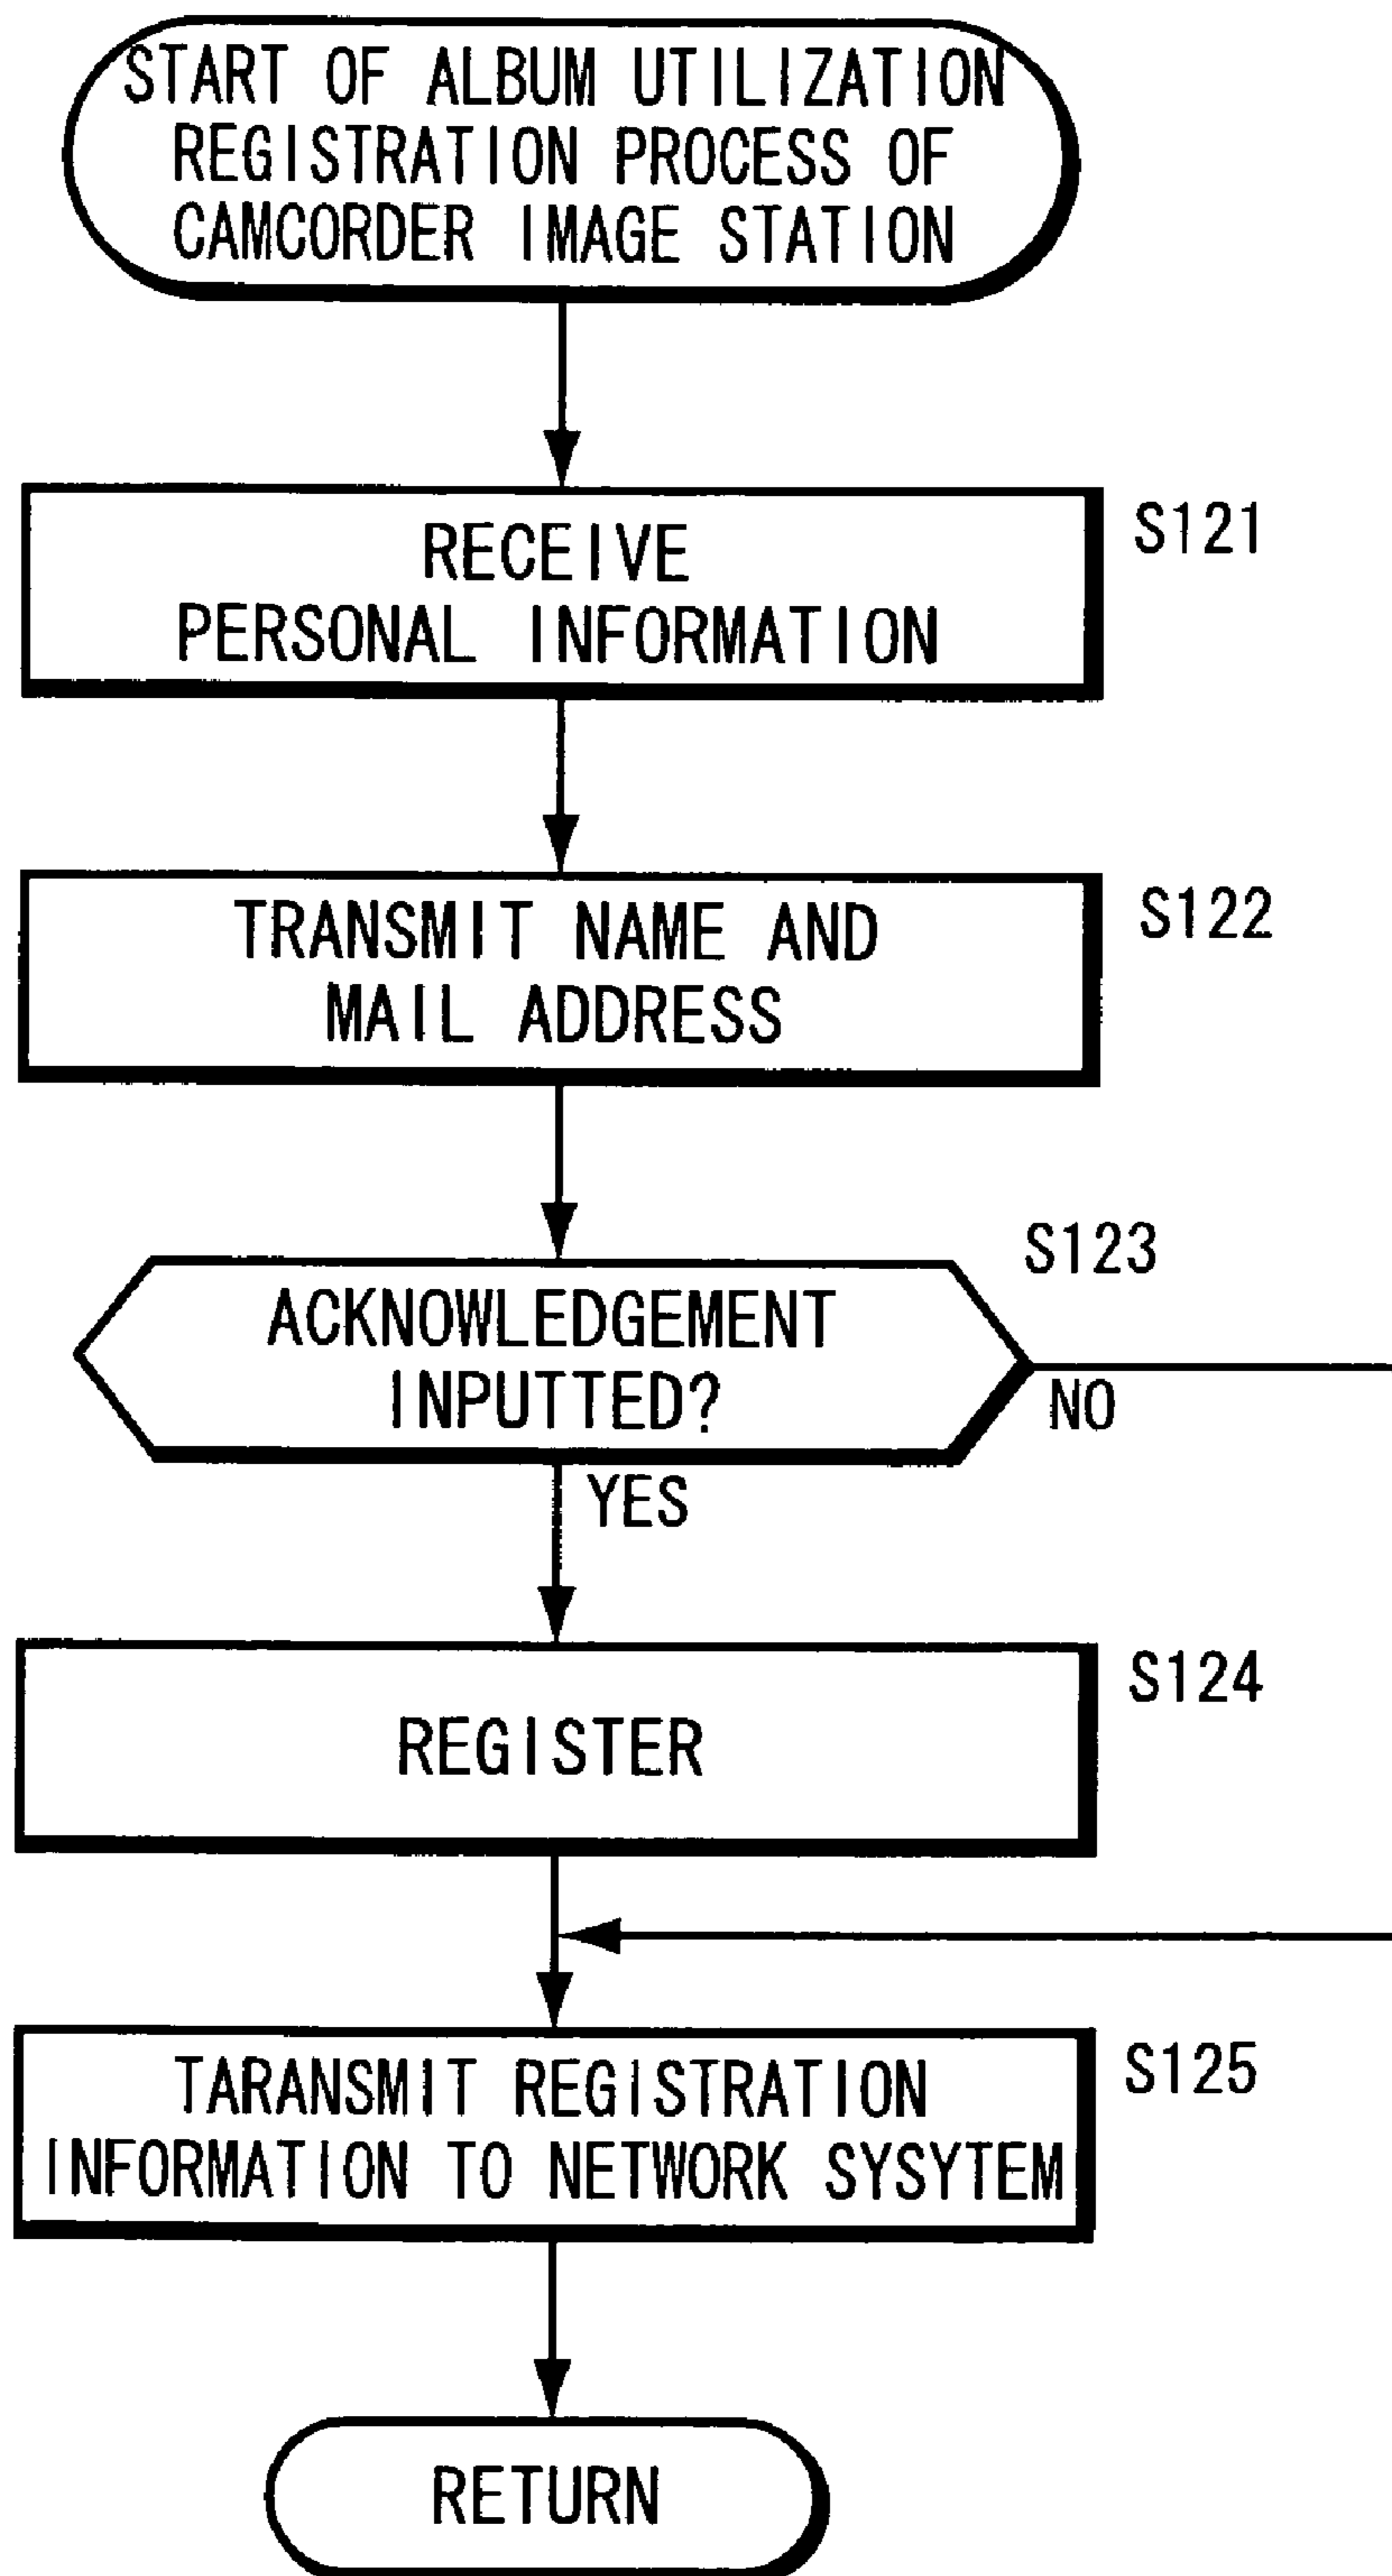 START OF ALBUM UTILIZATION
REGISTRATION PROCESS OF
CAMCORDER IMAGE STATION
RECEIVE
PERSONAL INFORMATION
S121
TRANSMIT NAME AND
MAIL ADDRESS
S122
S123
ACKNOWLEDGEMENT
INPUTTED?
NO
YES
REGISTER
S124
TARANSMIT REGISTRATION
INFORMATION TO NETWORK SYSYTEM
S125
RETURN